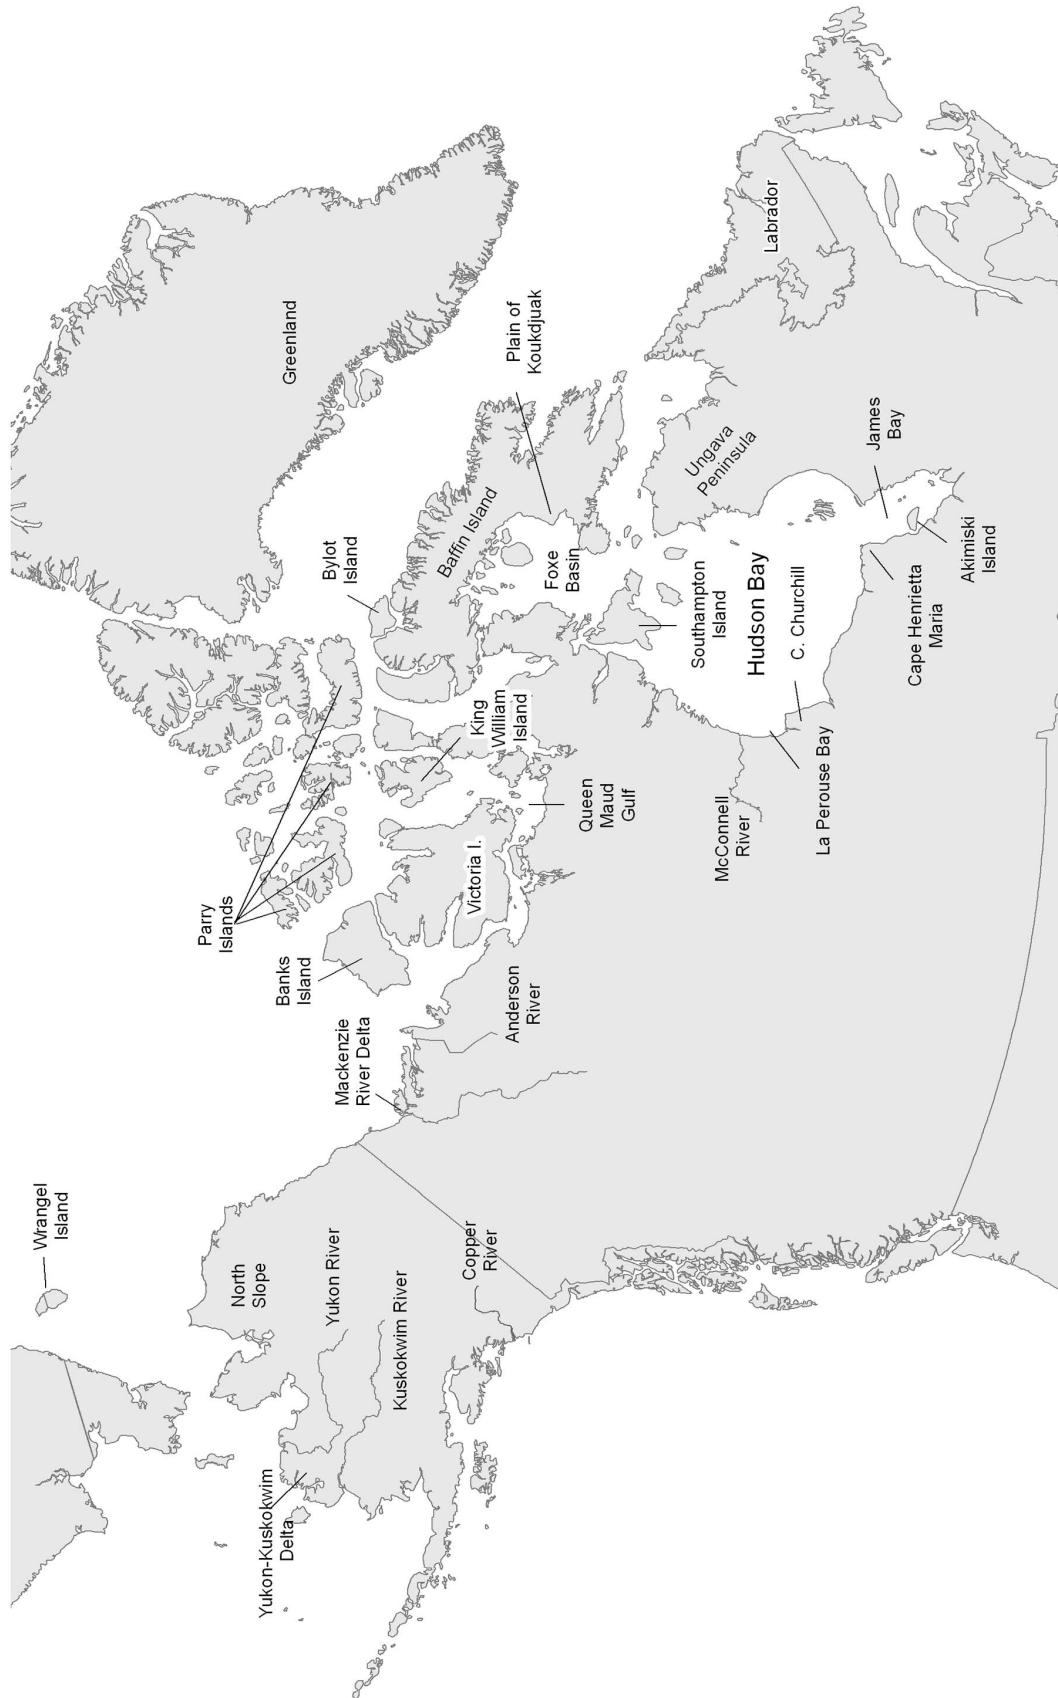 Wrangel
Island
North
Slope
Yukon River
Kuskokwim River
Yukon-Kuskokwim
Delta
Copper
River
Mackenzie
River Delta
Anderson
River
Banks
Island
Parry
Islands
Victoria I.
King
William
Island
Queen
Maud
Gulf
Bylot
Island
Baffin Island
Greenland
Foxe
Basin
Plain of
Koukdjuak
Southampton
Island
Hudson Bay
C. Churchill
La Perouse Bay
McConnell
River
Cape Henrietta
Maria
Akimiski
Island
James
Bay
Ungava
Peninsula
Labrador